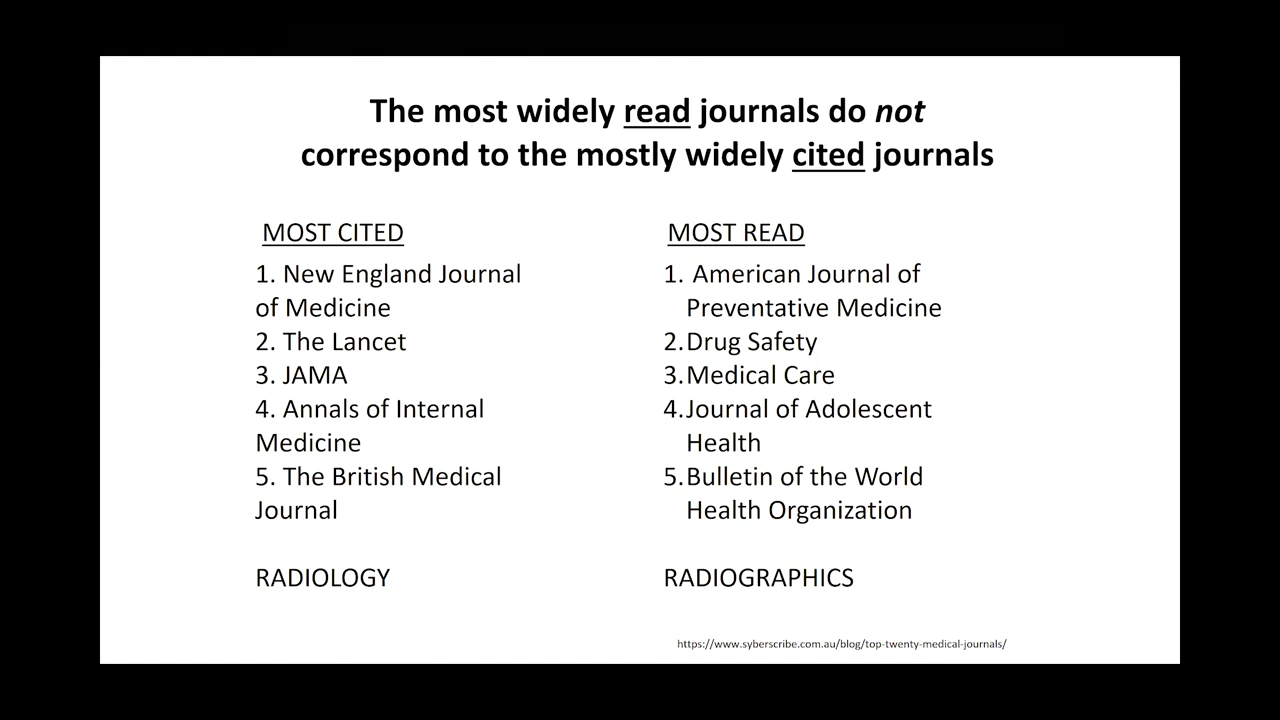 The most widely read journals do not
correspond to the mostly widely cited journals
MOST CITED
1. New England Journal
of Medicine
2. The Lancet
3. JAMA
4. Annals of Internal
Medicine
5. The British Medical
Journal
RADIOLOGY
MOST READ
1. American Journal of
Preventative Medicine
2. Drug Safety
3. Medical Care
4. Journal of Adolescent
Health
5. Bulletin of the World
Health Organization
RADIOGRAPHICS
https://www.syberscribe.com.au/blog/top-twenty-medical-journals/